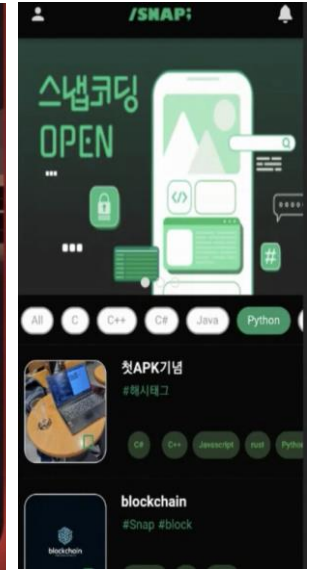 /SNAP;
스냅코딩
OPEN
</>
#
All C C++ C# Java Python
첫APK기념
#해시태그
C# C++ Javascript rust Python
blockchain
#Snap #block
blockchain